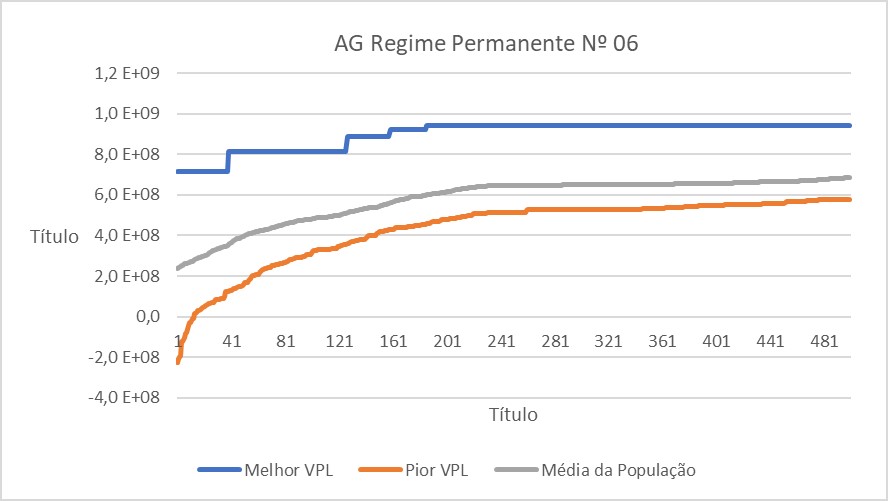 AG Regime Permanente Nº 06
1,2 E+09
1,0 E+09
8,0 E+08
6,0 E+08
4,0 E+08
2,0 E+08
0,0
-2,0 E+08
-4,0 E+08
Título
1 41 81 121 161 201 241 281 321 361 401 441 481
Título
Melhor VPL Pior VPL Média da População